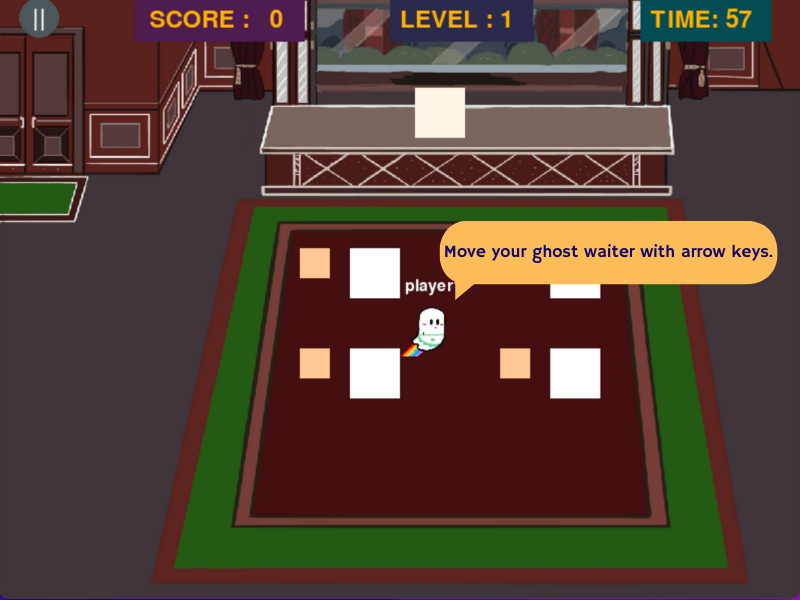 SCORE : 0
LEVEL : 1
TIME: 57
Move your ghost waiter with arrow keys.
player